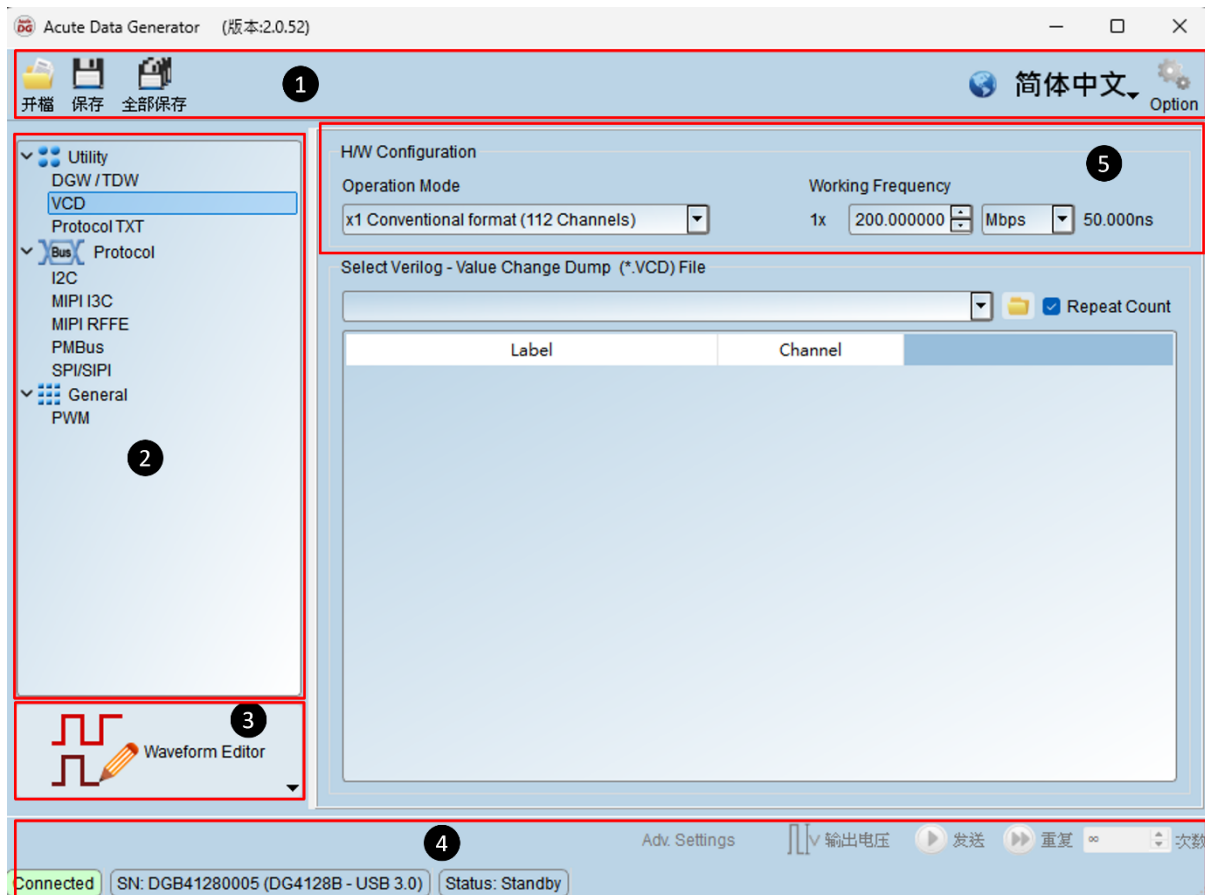 Acute Data Generator (版本:2.0.52)
开檔 保存 全部保存 1 简体中文 Option
Utility
DGW / TDW
VCD
Protocol TXT
Bus Protocol
I2C
MIPI I3C
MIPI RFFE
PMBus
SPI/SIPI
General
PWM
2
3
Waveform Editor
H/W Configuration
5
Operation Mode Working Frequency
x1 Conventional format (112 Channels) 1x 200.000000 Mbps 50.000ns
Select Verilog - Value Change Dump (*.VCD) File
Repeat Count
Label Channel
4 Adv. Settings 输出电压 发送 重复 ∞ 次数
Connected SN: DGB41280005 (DG4128B - USB 3.0) Status: Standby